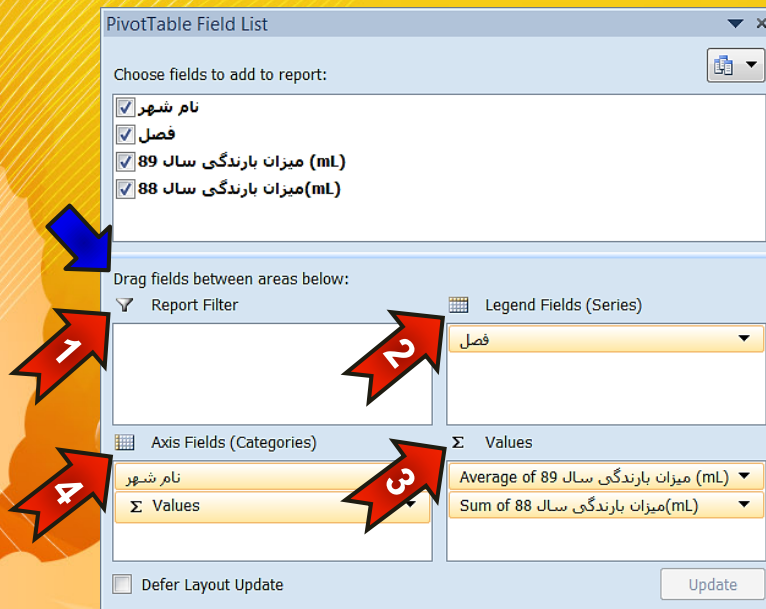 PivotTable Field List
Choose fields to add to report:
نام شهر
فصل
میزان بارندگی سال 89 (mL)
میزان بارندگی سال 88(mL)
Drag fields between areas below:
Report Filter
Legend Fields (Series)
1
2
فصل
Axis Fields (Categories)
Σ Values
4
3
نام شهر
Average of میزان بارندگی سال 89 (mL)
Σ Values
Sum of میزان بارندگی سال 88(mL)
Defer Layout Update
Update